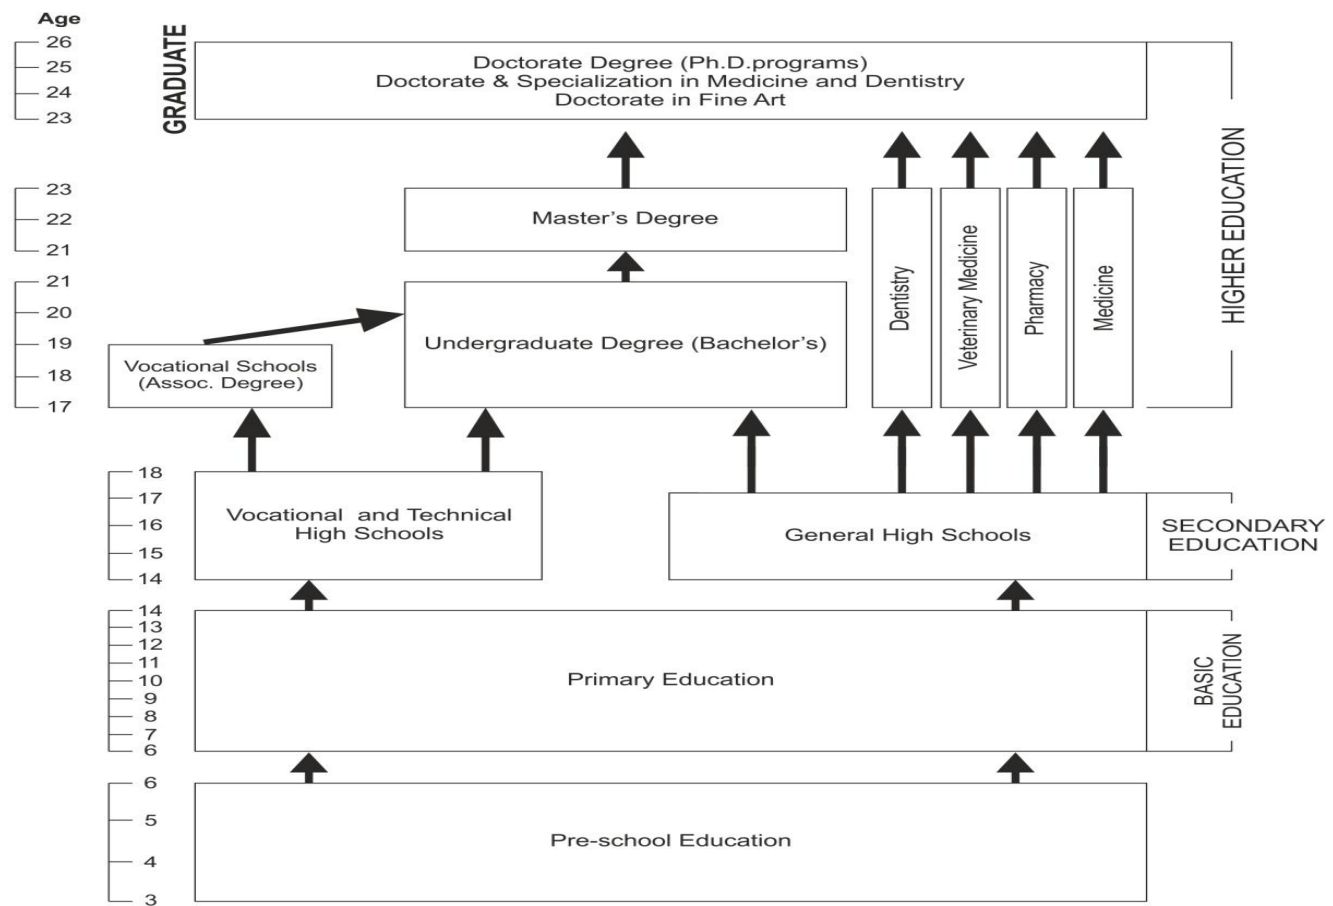 Age
26
25
24
23
GRADUATE
Doctorate Degree (Ph.D.programs)
Doctorate & Specialization in Medicine and Dentistry
Doctorate in Fine Art
23
22
21
Master's Degree
21
20
19
18
17
Vocational Schools
(Assoc. Degree)
Undergraduate Degree (Bachelor's)
Dentistry
Veterinary Medicine
Pharmacy
Medicine
HIGHER EDUCATION
18
17
16
15
14
Vocational and Technical
High Schools
General High Schools
SECONDARY
EDUCATION
14
13
12
11
10
9
8
7
6
Primary Education
BASIC
EDUCATION
6
5
4
3
Pre-school Education